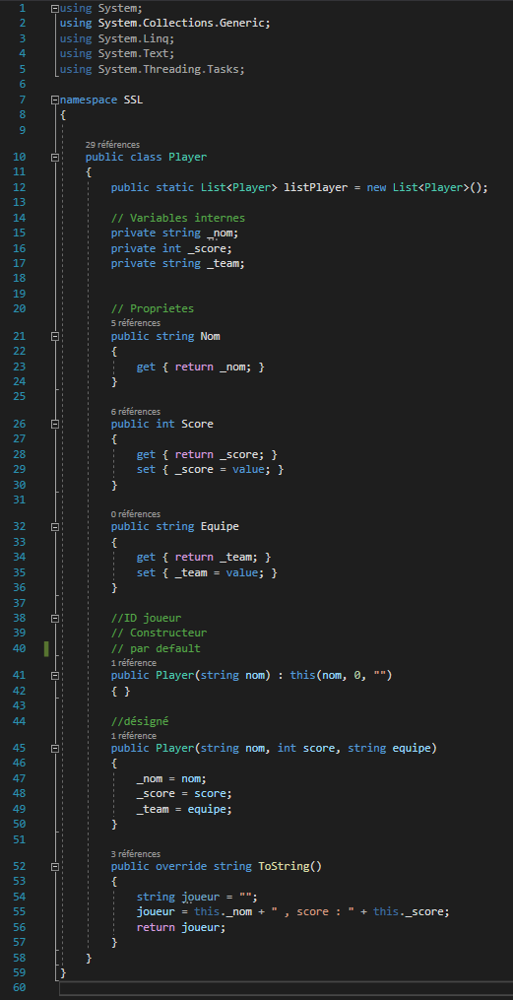 1 using System;
2 using System.Collections.Generic;
3 using System.Linq;
4 using System.Text;
5 using System.Threading.Tasks;
6
7 namespace SSL
8 {
9
29 références
10 public class Player
11 {
12 public static List<Player> listPlayer = new List<Player>();
13
14 // Variables internes
15 private string _nom;
16 private int _score;
17 private string _team;
18
19
20 // Proprietes
5 références
21 public string Nom
22 {
23 get { return _nom; }
24 }
25
6 références
26 public int Score
27 {
28 get { return _score; }
29 set { _score = value; }
30 }
31
0 références
32 public string Equipe
33 {
34 get { return _team; }
35 set { _team = value; }
36 }
37
38 //ID joueur
39 // Constructeur
40 // par default
1 référence
41 public Player(string nom) : this(nom, 0, "")
42 { }
43
44 //désigné
1 référence
45 public Player(string nom, int score, string equipe)
46 {
47 _nom = nom;
48 _score = score;
49 _team = equipe;
50 }
51
3 références
52 public override string ToString()
53 {
54 string joueur = "";
55 joueur = this._nom + " , score : " + this._score;
56 return joueur;
57 }
58 }
59 }
60